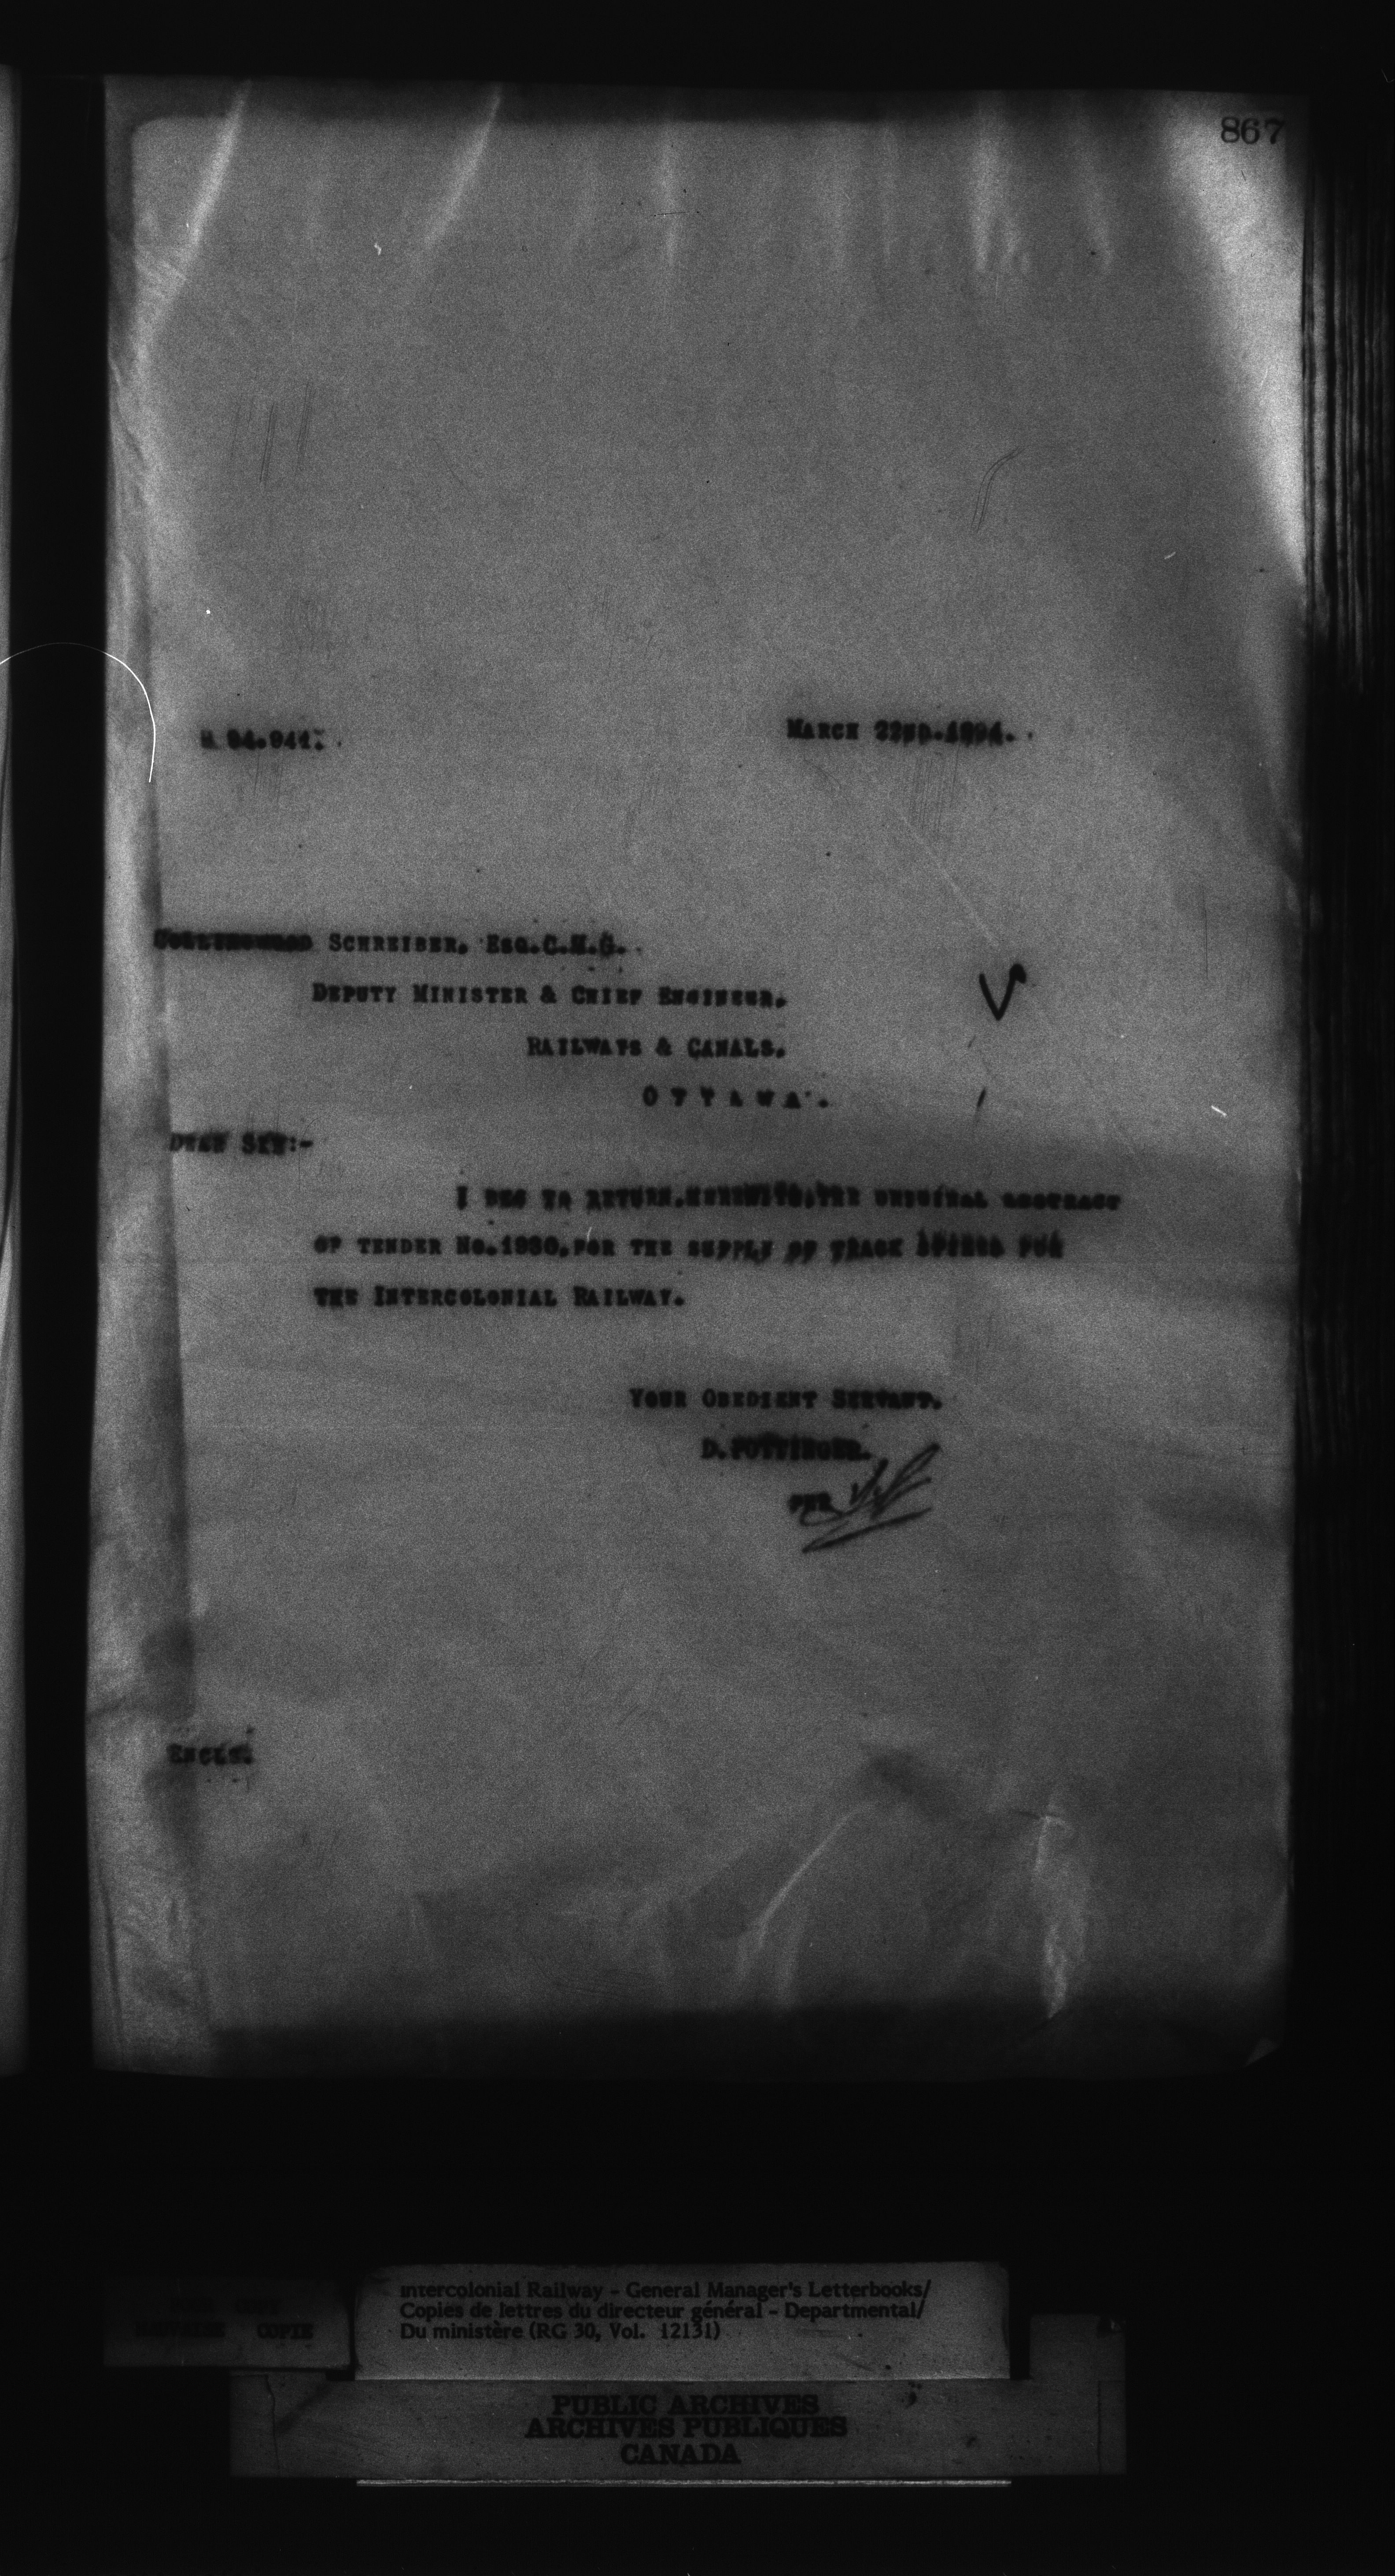 867
MARCH 22ND.1894.
COLLINGWOOD SCHREIBER, ESQ.C.M.G.
DEPUTY MINISTER & CHIEF ENGINEER,
RAILWAYS & CANALS.
OTTAWA.
DEAR SIR:-
I BEG TO RETURN,HEREWITH,THE ORIGINAL ABSTRACT
OF TENDER NO.1930,FOR THE SUPPLY OF TRACK FOR
THE INTERCOLONIAL RAILWAY.
YOUR OBEDIENT SERVANT.
D.POTTINGER.
PER
ENCLS.
Intercolonial Railway - General Manager's Letterbooks/
Copies de lettres du directeur général - Departmental/
Du ministère (RG 30, Vol. 12131)
COPY
COPIE
PUBLIC ARCHIVES
ARCHIVES PUBLIQUES
CANADA